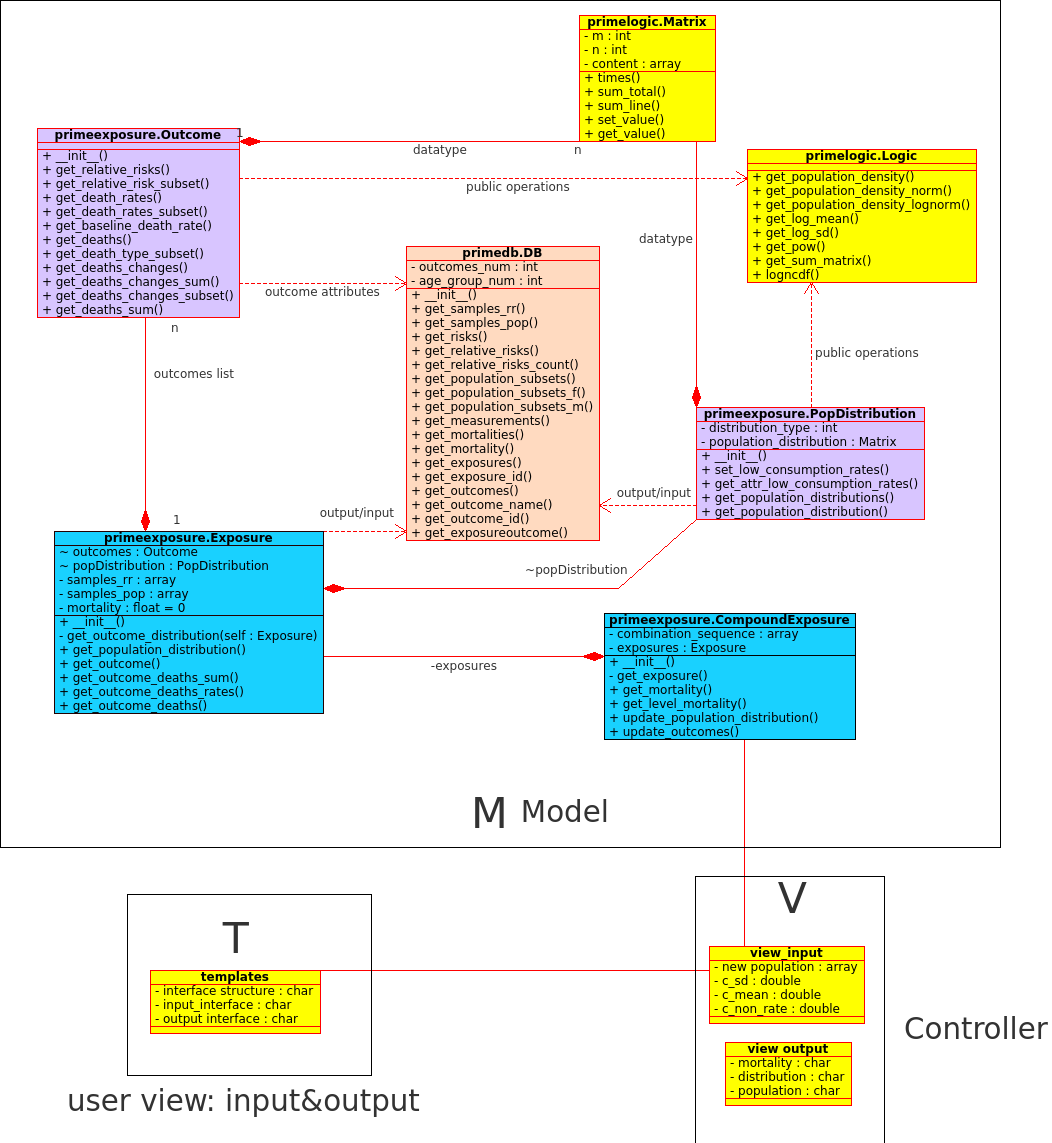 primelogic.Matrix
- m : int
- n : int
- content : array
+ times()
+ sum_total()
+ sum_line()
+ set_value()
+ get_value()
primeexposure.Outcome
+ __init__()
+ get_relative_risks()
+ get_relative_risk_subset()
+ get_death_rates()
+ get_death_rates_subset()
+ get_baseline_death_rate()
+ get_deaths()
+ get_death_type_subset()
+ get_deaths_changes()
+ get_deaths_changes_sum()
+ get_deaths_changes_subset()
+ get_deaths_sum()
1
datatype
n
public operations
primelogic.Logic
+ get_population_density()
+ get_population_density_norm()
+ get_population_density_lognorm()
+ get_log_mean()
+ get_log_sd()
+ get_pow()
+ get_sum_matrix()
+ logncdf()
datatype
outcome attributes
primedb.DB
- outcomes_num : int
- age_group_num : int
+ __init__()
+ get_samples_rr()
+ get_samples_pop()
+ get_risks()
+ get_relative_risks()
+ get_relative_risks_count()
+ get_population_subsets()
+ get_population_subsets_f()
+ get_population_subsets_m()
+ get_measurements()
+ get_mortalities()
+ get_mortality()
+ get_exposures()
+ get_exposure_id()
+ get_outcomes()
+ get_outcome_name()
+ get_outcome_id()
+ get_exposureoutcome()
n
outcomes list
1
public operations
primeexposure.PopDistribution
- distribution_type : int
- population_distribution : Matrix
+ __init__()
+ set_low_consumption_rates()
+ get_attr_low_consumption_rates()
+ get_population_distributions()
+ get_population_distribution()
output/input
output/input
~popDistribution
primeexposure.Exposure
~ outcomes : Outcome
~ popDistribution : PopDistribution
- samples_rr : array
- samples_pop : array
- mortality : float = 0
+ __init__()
- get_outcome_distribution(self : Exposure)
+ get_population_distribution()
+ get_outcome()
+ get_outcome_deaths_sum()
+ get_outcome_deaths_rates()
+ get_outcome_deaths()
-exposures
primeexposure.CompoundExposure
- combination_sequence : array
- exposures : Exposure
+ __init__()
- get_exposure()
+ get_mortality()
+ get_level_mortality()
+ update_population_distribution()
+ update_outcomes()
M Model
T
templates
- interface structure : char
- input_interface : char
- output interface : char
user view: input&output
V
view_input
- new population : array
- c_sd : double
- c_mean : double
- c_non_rate : double
view output
- mortality : char
- distribution : char
- population : char
Controller